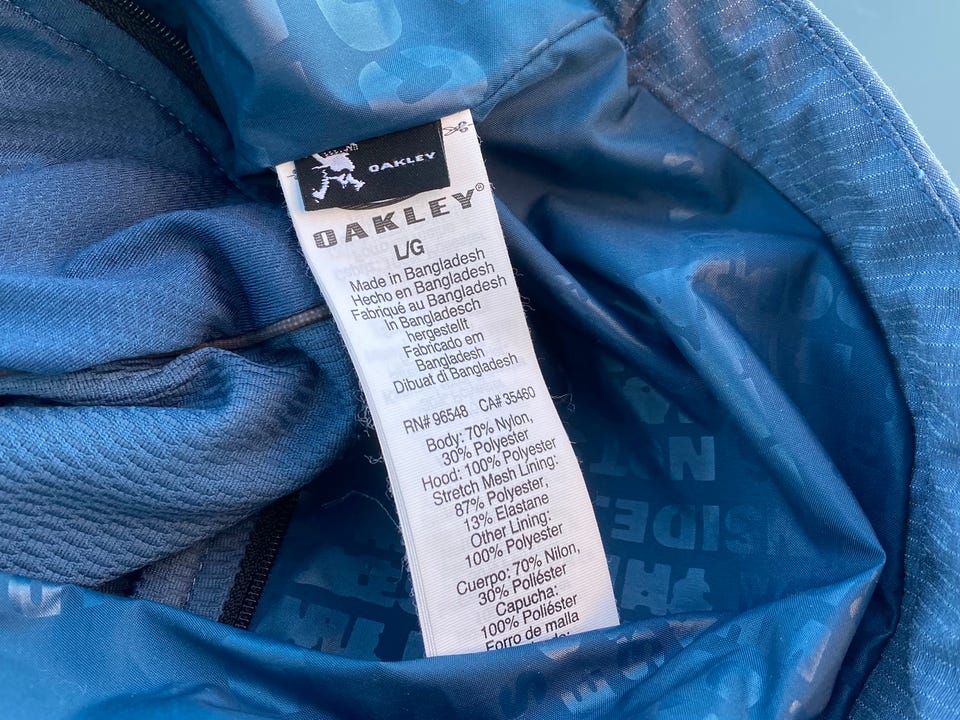 OAKLEY
OAKLEY®
L/G
Made in Bangladesh
Hecho en Bangladesh
Fabriqué au Bangladesh
In Bangladesch
hergestellt
Fabricado em
Bangladesh
Dibuat di Bangladesh
RN# 96548 CA# 35460
Body: 70% Nylon,
30% Polyester
Hood: 100% Polyester
Stretch Mesh Lining:
87% Polyester,
13% Elastane
Other Lining:
100% Polyester
Cuerpo: 70% Nilon,
30% Poliéster
Capucha:
100% Poliéster
Forro de malla
NOT